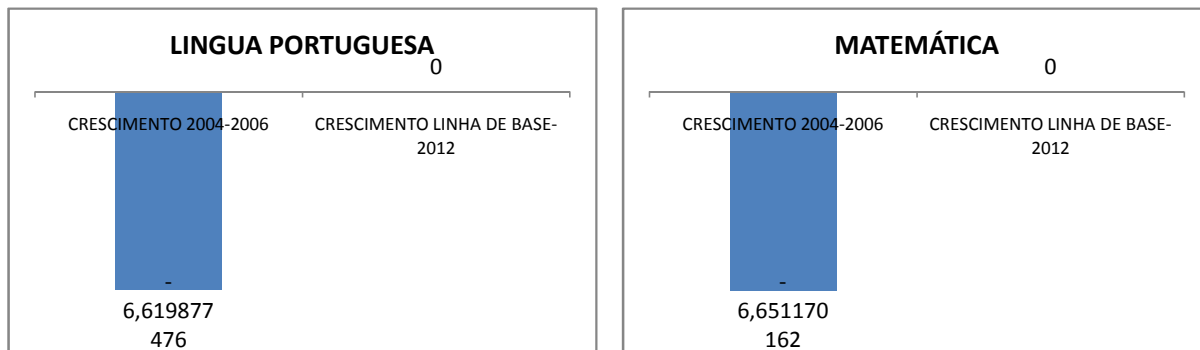 LINGUA PORTUGUESA
0
CRESCIMENTO 2004-2006
CRESCIMENTO LINHA DE BASE-
2012
-
6,619877
476
MATEMÁTICA
0
CRESCIMENTO 2004-2006
CRESCIMENTO LINHA DE BASE-
2012
-
6,651170
162